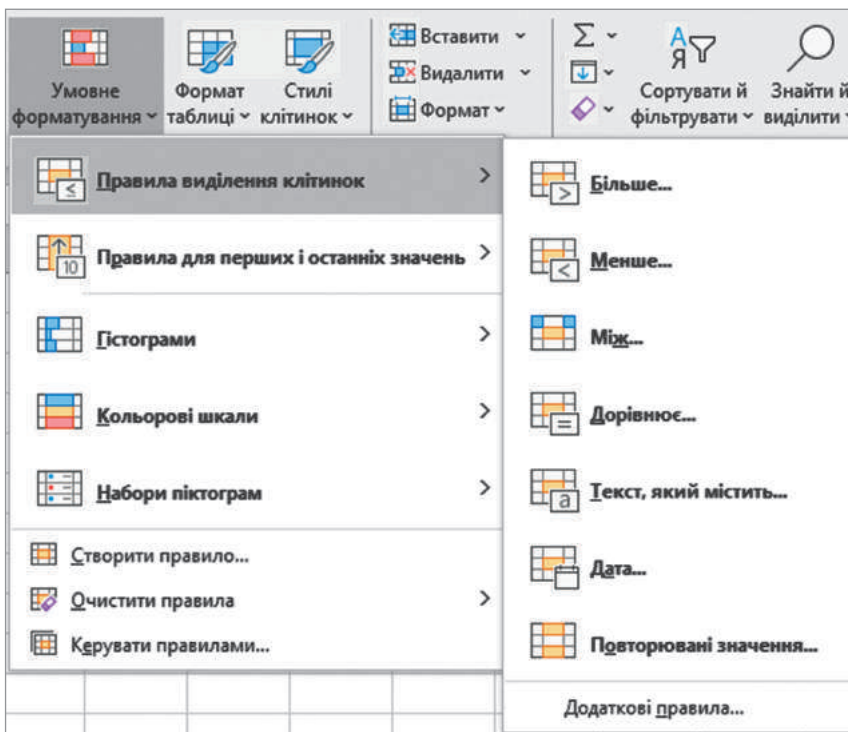 Умовне
форматування
Формат
таблиці
Стилі
клітинок
Вставити
Видалити
Формат
Σ
А
Я
Сортувати й
фільтрувати
Знайти й
виділити
≤
Правила виділення клітинок
10
Правила для перших і останніх значень
Гістограми
Кольорові шкали
Набори піктограм
Створити правило...
Очистити правила
Керувати правилами...
>
Більше...
<
Менше...
Між...
=
Дорівнює...
a
Текст, який містить...
Дата...
Повторювані значення...
Додаткові правила...